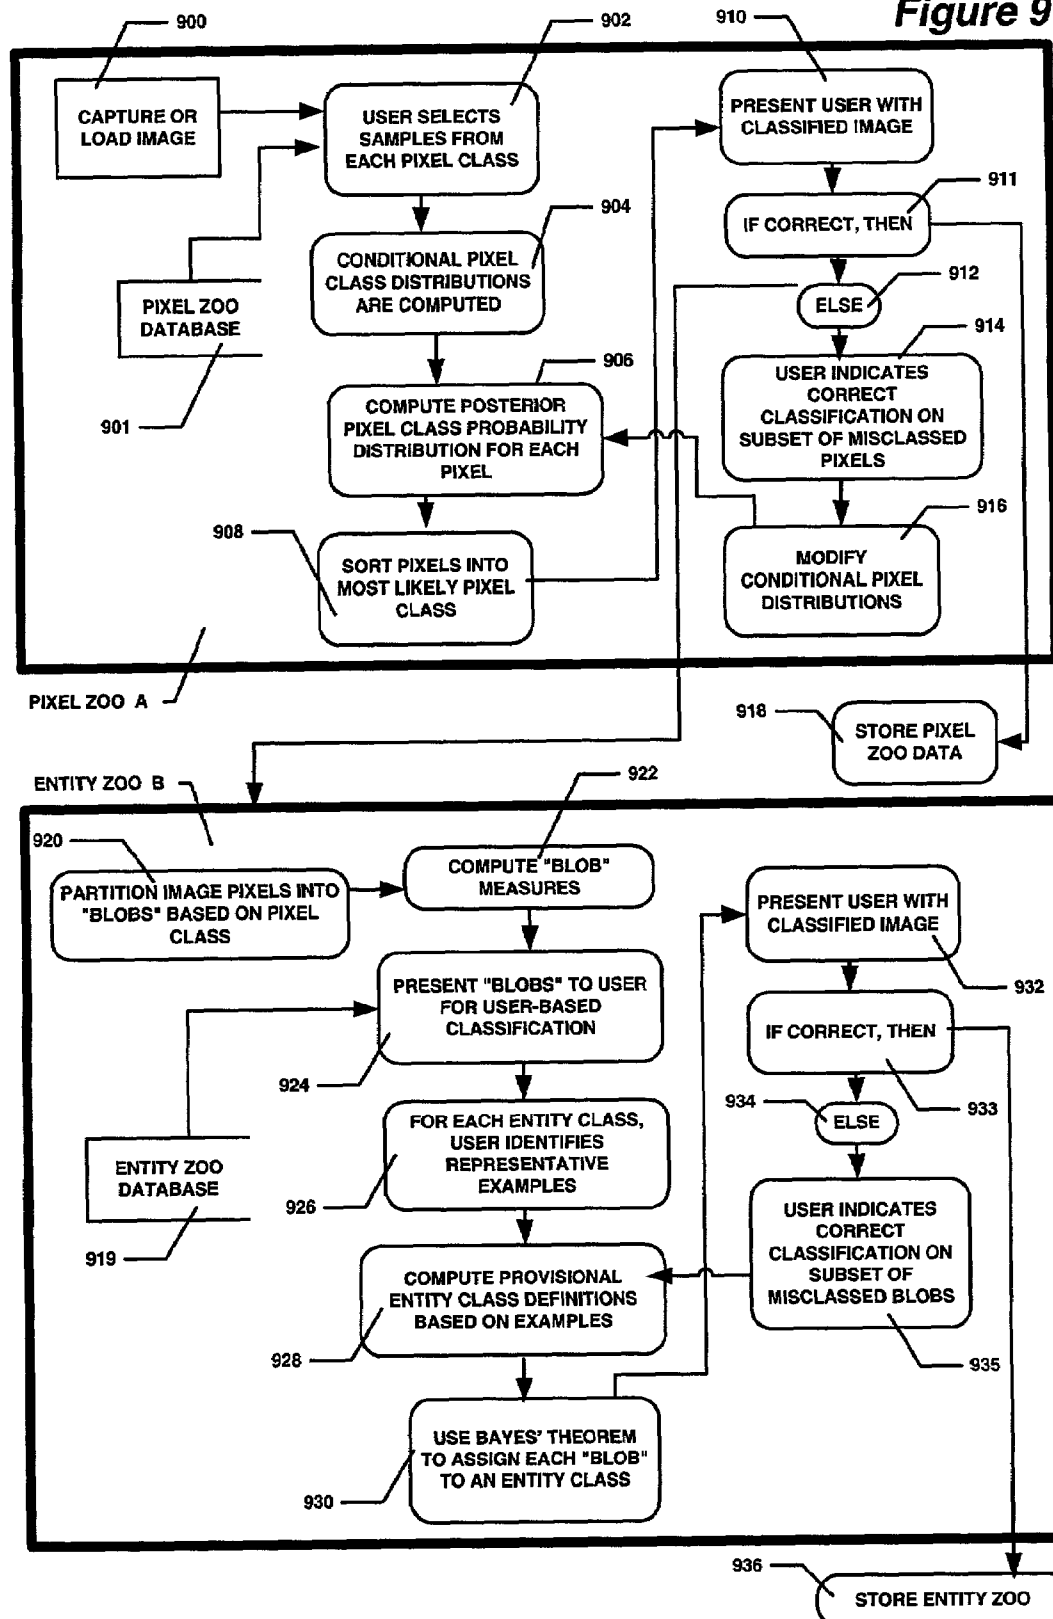 Figure 9
900
902
910
CAPTURE OR
LOAD IMAGE
USER SELECTS
SAMPLES FROM
EACH PIXEL CLASS
PRESENT USER WITH
CLASSIFIED IMAGE
911
904
IF CORRECT, THEN
CONDITIONAL PIXEL
CLASS DISTRIBUTIONS
ARE COMPUTED
912
PIXEL ZOO
DATABASE
ELSE
914
906
901
USER INDICATES
CORRECT
CLASSIFICATION ON
SUBSET OF MISCLASSED
PIXELS
COMPUTE POSTERIOR
PIXEL CLASS PROBABILITY
DISTRIBUTION FOR EACH
PIXEL
908
916
SORT PIXELS INTO
MOST LIKELY PIXEL
CLASS
MODIFY
CONDITIONAL PIXEL
DISTRIBUTIONS
PIXEL ZOO A
918
STORE PIXEL
ZOO DATA
ENTITY ZOO B
922
920
COMPUTE "BLOB"
MEASURES
PARTITION IMAGE PIXELS INTO
"BLOBS" BASED ON PIXEL
CLASS
PRESENT USER WITH
CLASSIFIED IMAGE
932
PRESENT "BLOBS" TO USER
FOR USER-BASED
CLASSIFICATION
IF CORRECT, THEN
924
934
933
ELSE
FOR EACH ENTITY CLASS,
USER IDENTIFIES
REPRESENTATIVE
EXAMPLES
ENTITY ZOO
DATABASE
926
919
USER INDICATES
CORRECT
CLASSIFICATION ON
SUBSET OF
MISCLASSED BLOBS
COMPUTE PROVISIONAL
ENTITY CLASS DEFINITIONS
BASED ON EXAMPLES
928
935
USE BAYES' THEOREM
TO ASSIGN EACH "BLOB"
TO AN ENTITY CLASS
930
936
STORE ENTITY ZOO